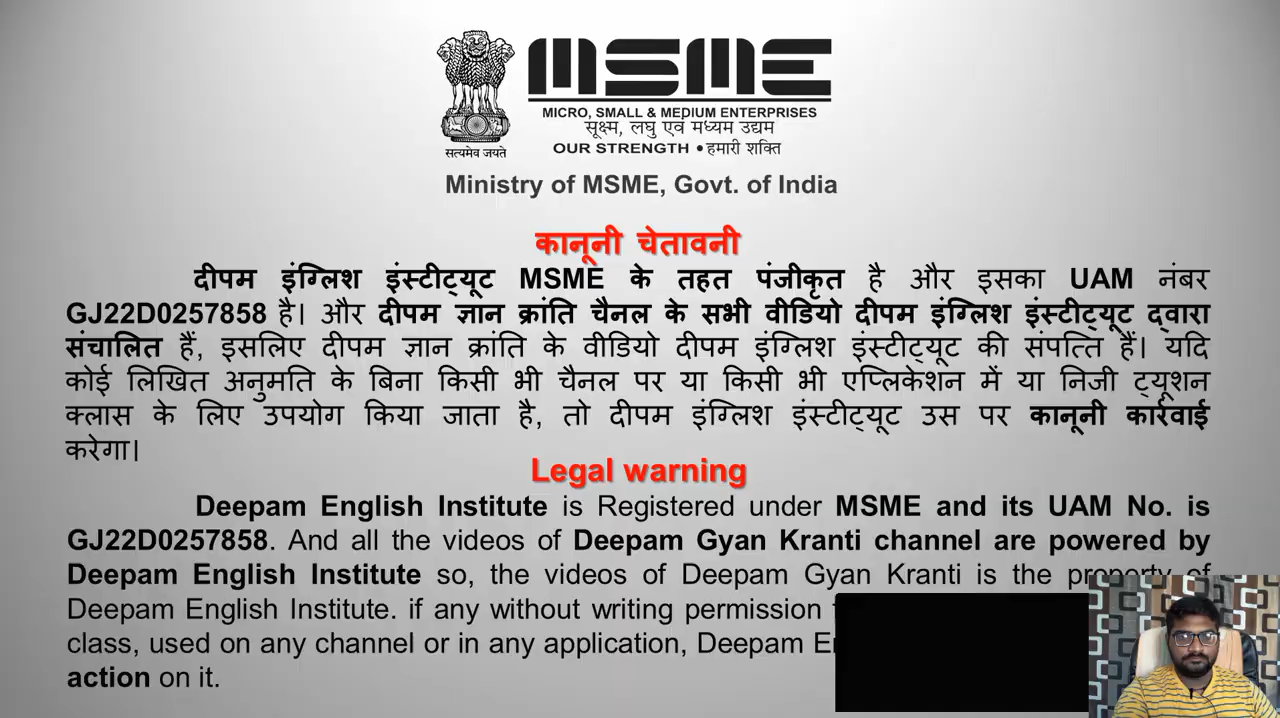 सत्यमेव जयते
MSME
MICRO, SMALL & MEDIUM ENTERPRISES
सूक्ष्म, लघु एवं मध्यम उद्यम
OUR STRENGTH • हमारी शक्ति
Ministry of MSME, Govt. of India
कानूनी चेतावनी
दीपम इंग्लिश इंस्टीट्यूट MSME के तहत पंजीकृत है और इसका UAM नंबर
GJ22D0257858 है। और दीपम ज्ञान क्रांति चैनल के सभी वीडियो दीपम इंग्लिश इंस्टीट्यूट द्वारा
संचालित हैं, इसलिए दीपम ज्ञान क्रांति के वीडियो दीपम इंग्लिश इंस्टीट्यूट की संपत्ति हैं। यदि
कोई लिखित अनुमति के बिना किसी भी चैनल पर या किसी भी एप्लिकेशन में या निजी ट्यूशन
क्लास के लिए उपयोग किया जाता है, तो दीपम इंग्लिश इंस्टीट्यूट उस पर कानूनी कार्रवाई
करेगा।
Legal warning
Deepam English Institute is Registered under MSME and its UAM No. is
GJ22D0257858. And all the videos of Deepam Gyan Kranti channel are powered by
Deepam English Institute so, the videos of Deepam Gyan Kranti is the property of
Deepam English Institute. if any without writing permission
class, used on any channel or in any application, Deepam
action on it.